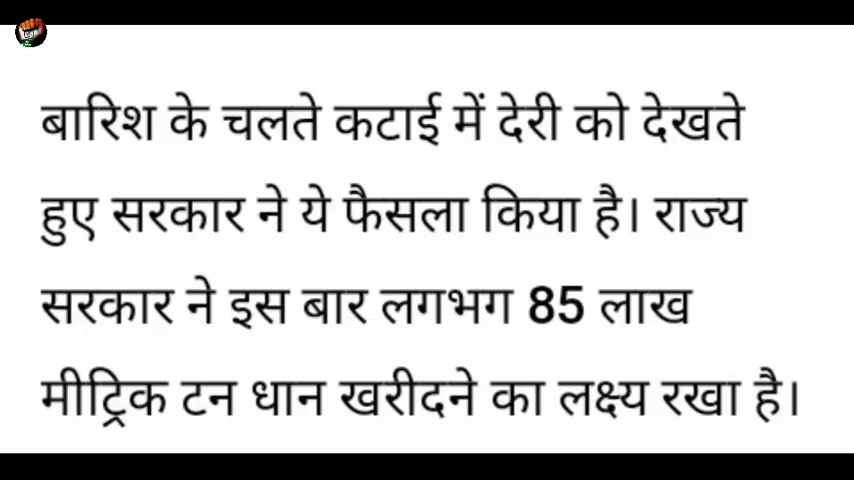 बारिश के चलते कटाई में देरी को देखते
हुए सरकार ने ये फैसला किया है। राज्य
सरकार ने इस बार लगभग 85 लाख
मीट्रिक टन धान खरीदने का लक्ष्य रखा है।